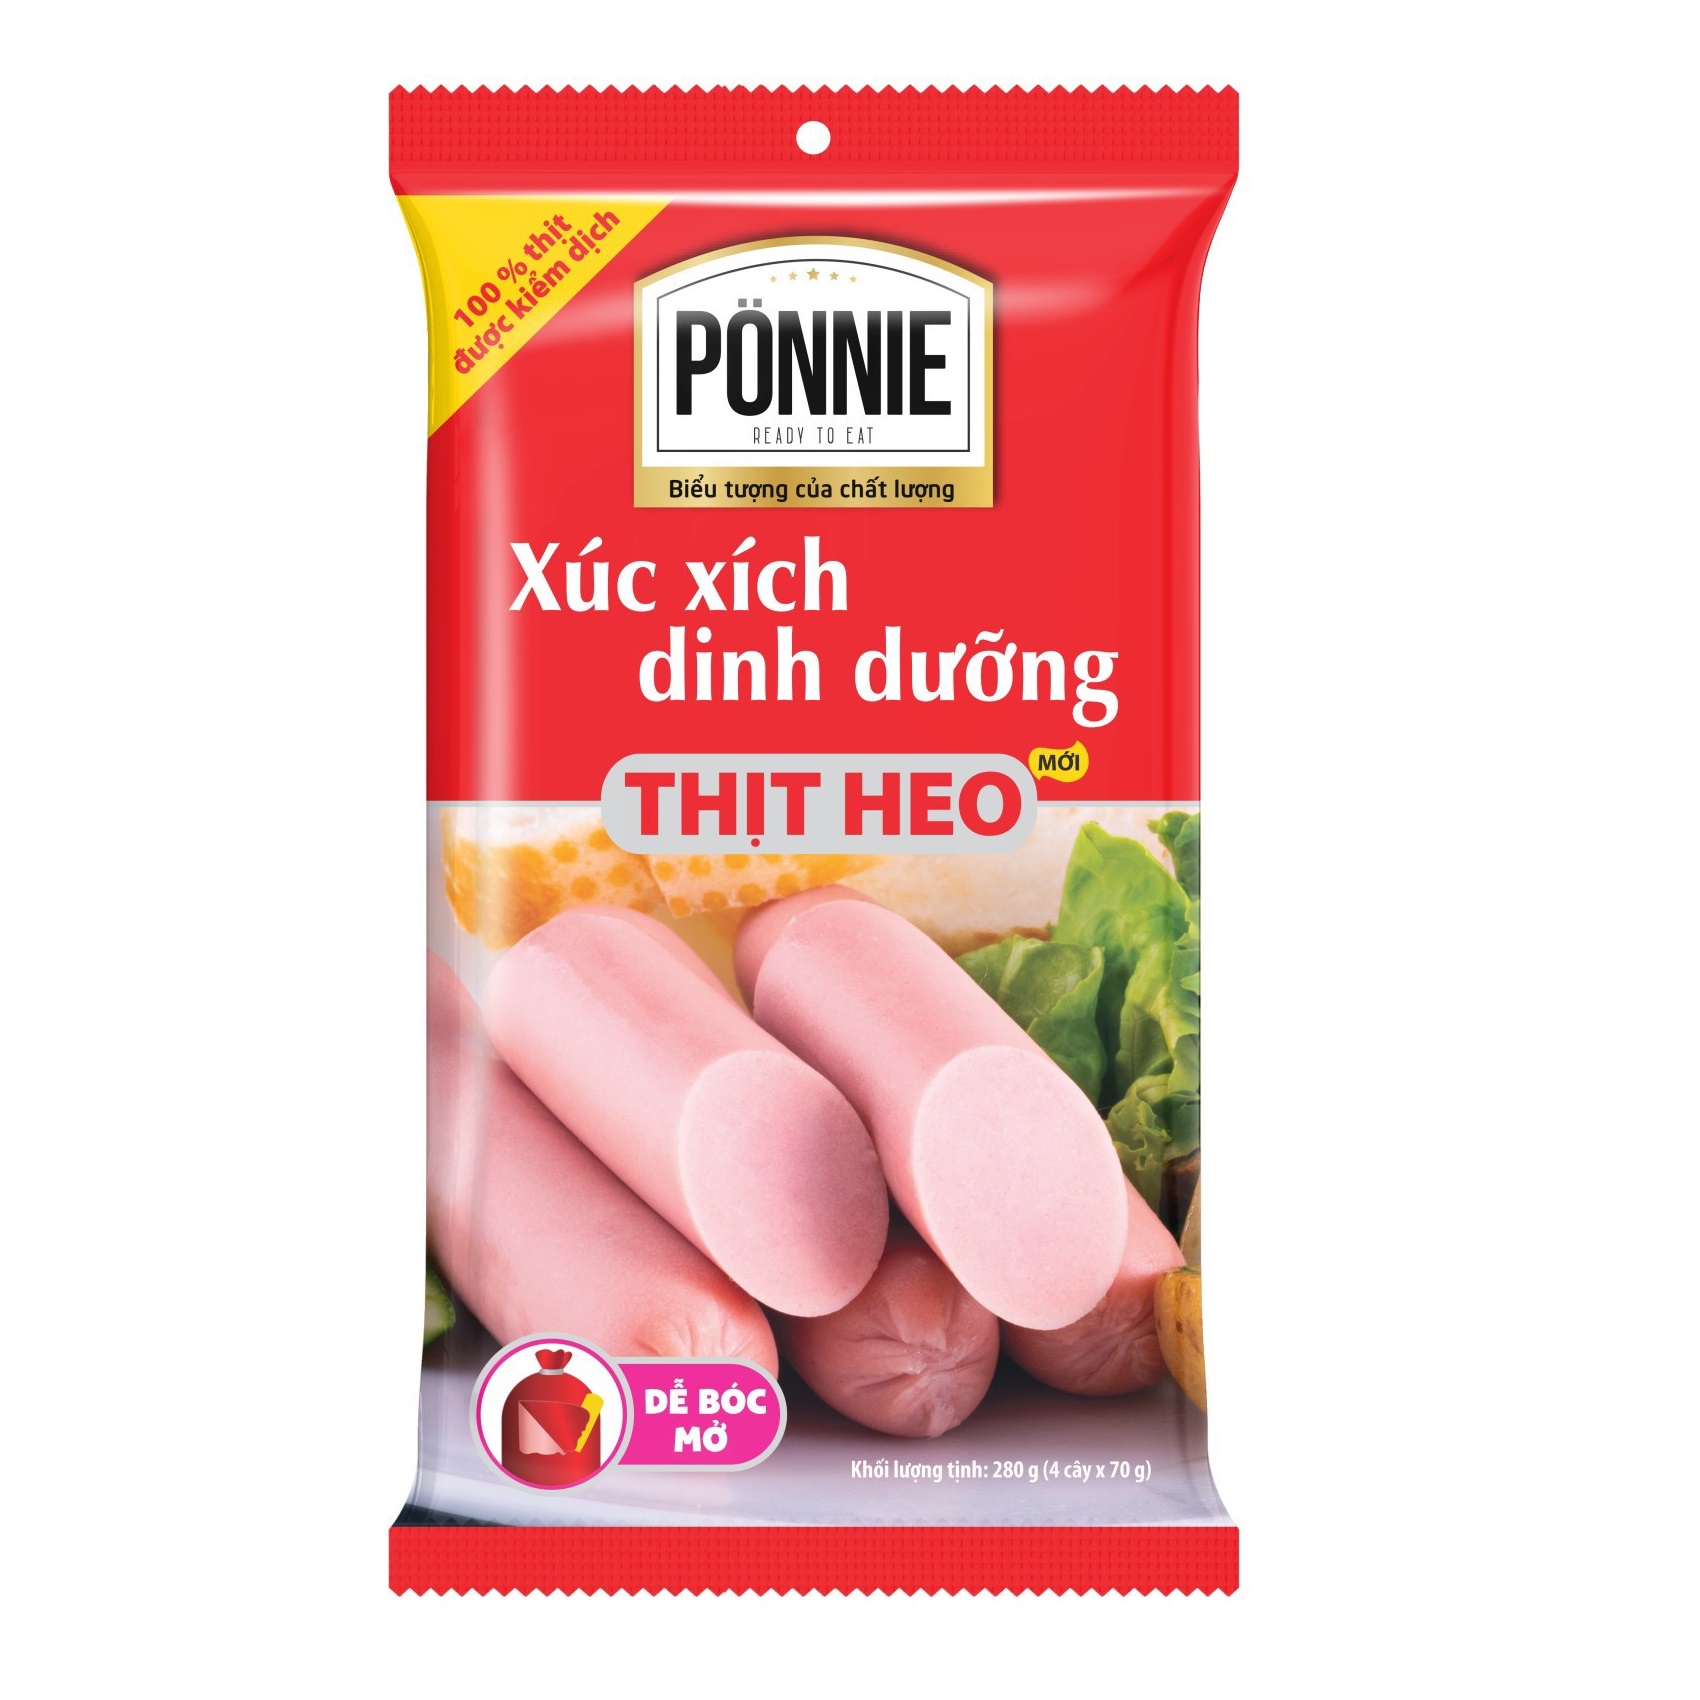 100 % thịt
được kiểm dịch
PÖNNIE
READY TO EAT
Biểu tượng của chất lượng
Xúc xích
dinh dưỡng
THỊT HEO
MỚI
DỄ BÓC
MỞ
Khối lượng tịnh: 280 g (4 cây x 70 g)